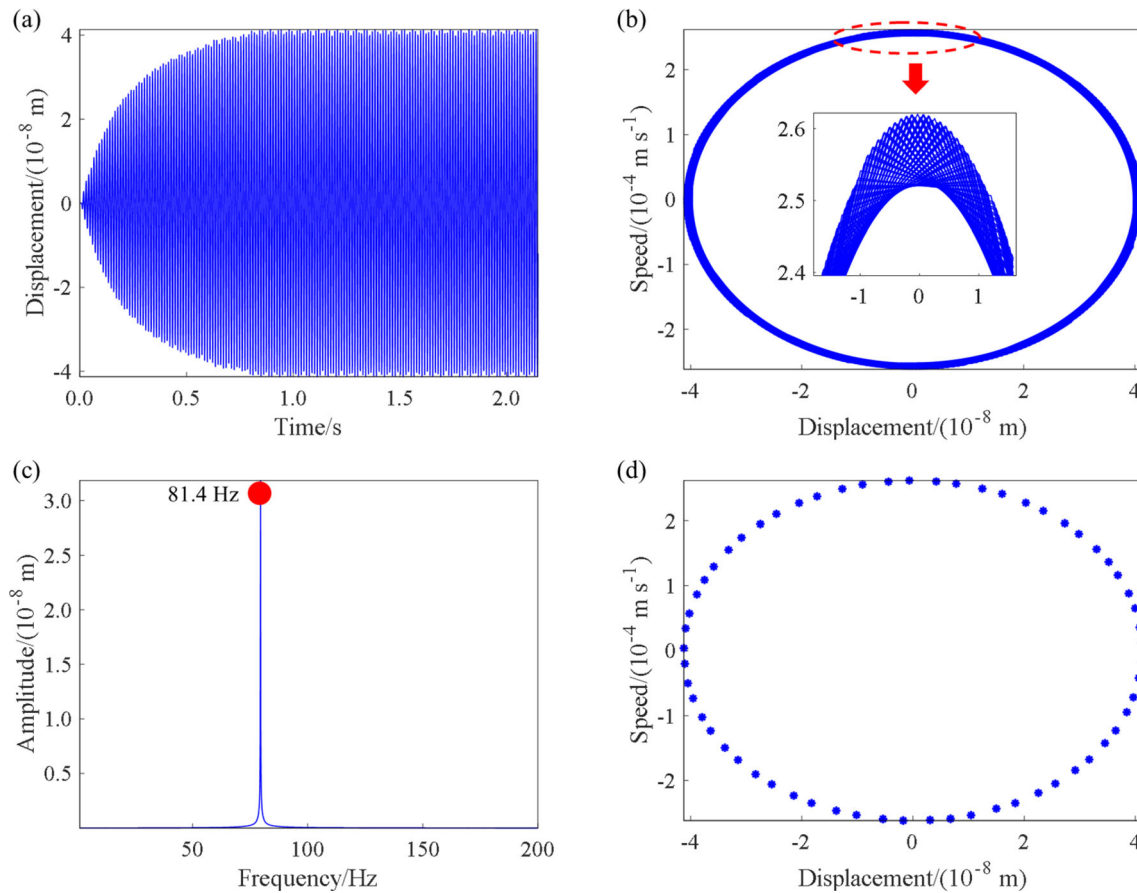 (a)
4
2
0
-2
-4
Displacement/(10⁻⁸ m)
0.0 0.5 1.0 1.5 2.0
Time/s
(b)
2
1
0
-1
-2
Speed/(10⁻⁴ m s⁻¹)
2.6
2.5
2.4
-1 0 1
-4 -2 0 2 4
Displacement/(10⁻⁸ m)
(c)
81.4 Hz
3.0
2.5
2.0
1.5
1.0
0.5
Amplitude/(10⁻⁸ m)
50 100 150 200
Frequency/Hz
(d)
2
1
0
-1
-2
Speed/(10⁻⁴ m s⁻¹)
-4 -2 0 2 4
Displacement/(10⁻⁸ m)